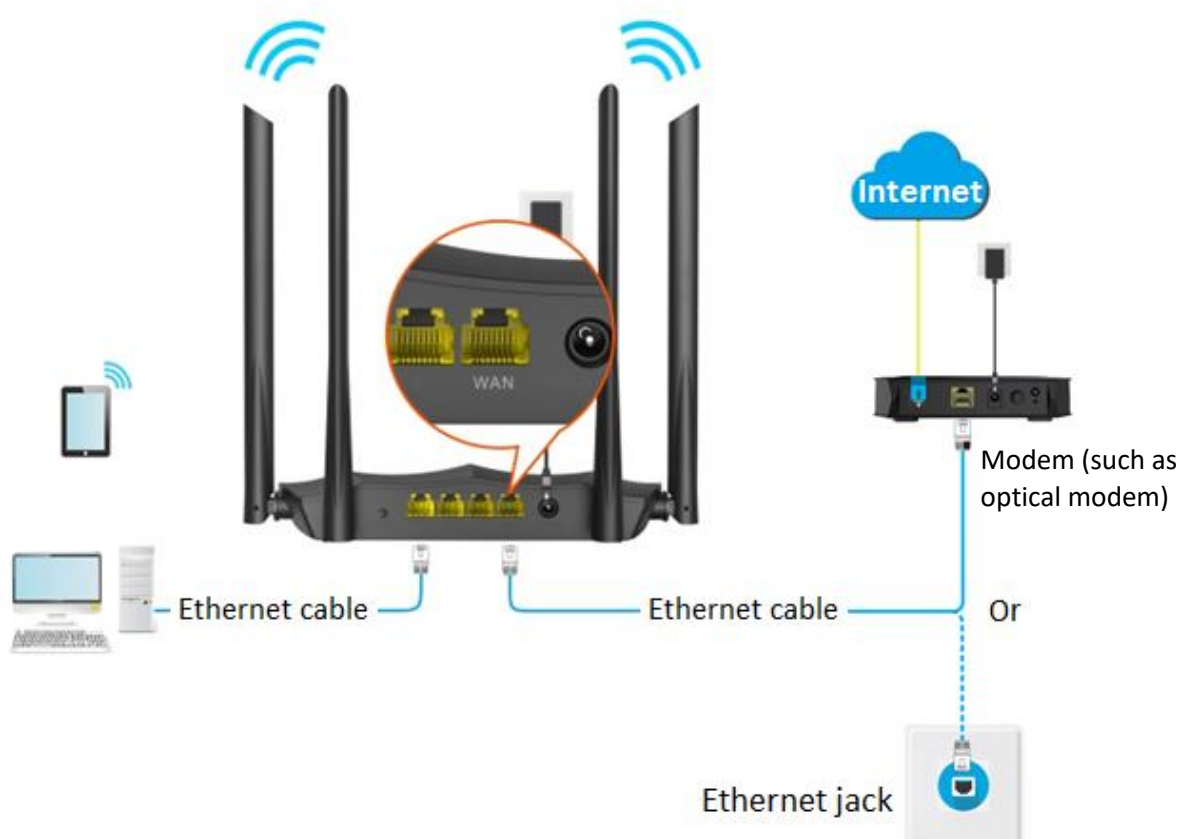 Internet
WAN
Modem (such as
optical modem)
Ethernet cable
Ethernet cable
Or
Ethernet jack